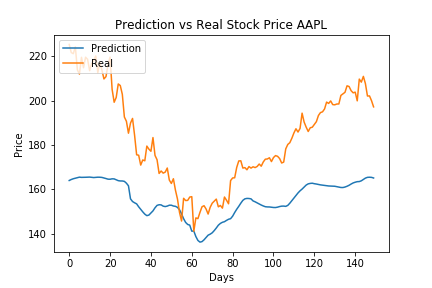 Prediction vs Real Stock Price AAPL
Prediction
Real
Price
220
200
180
160
140
0 20 40 60 80 100 120 140
Days